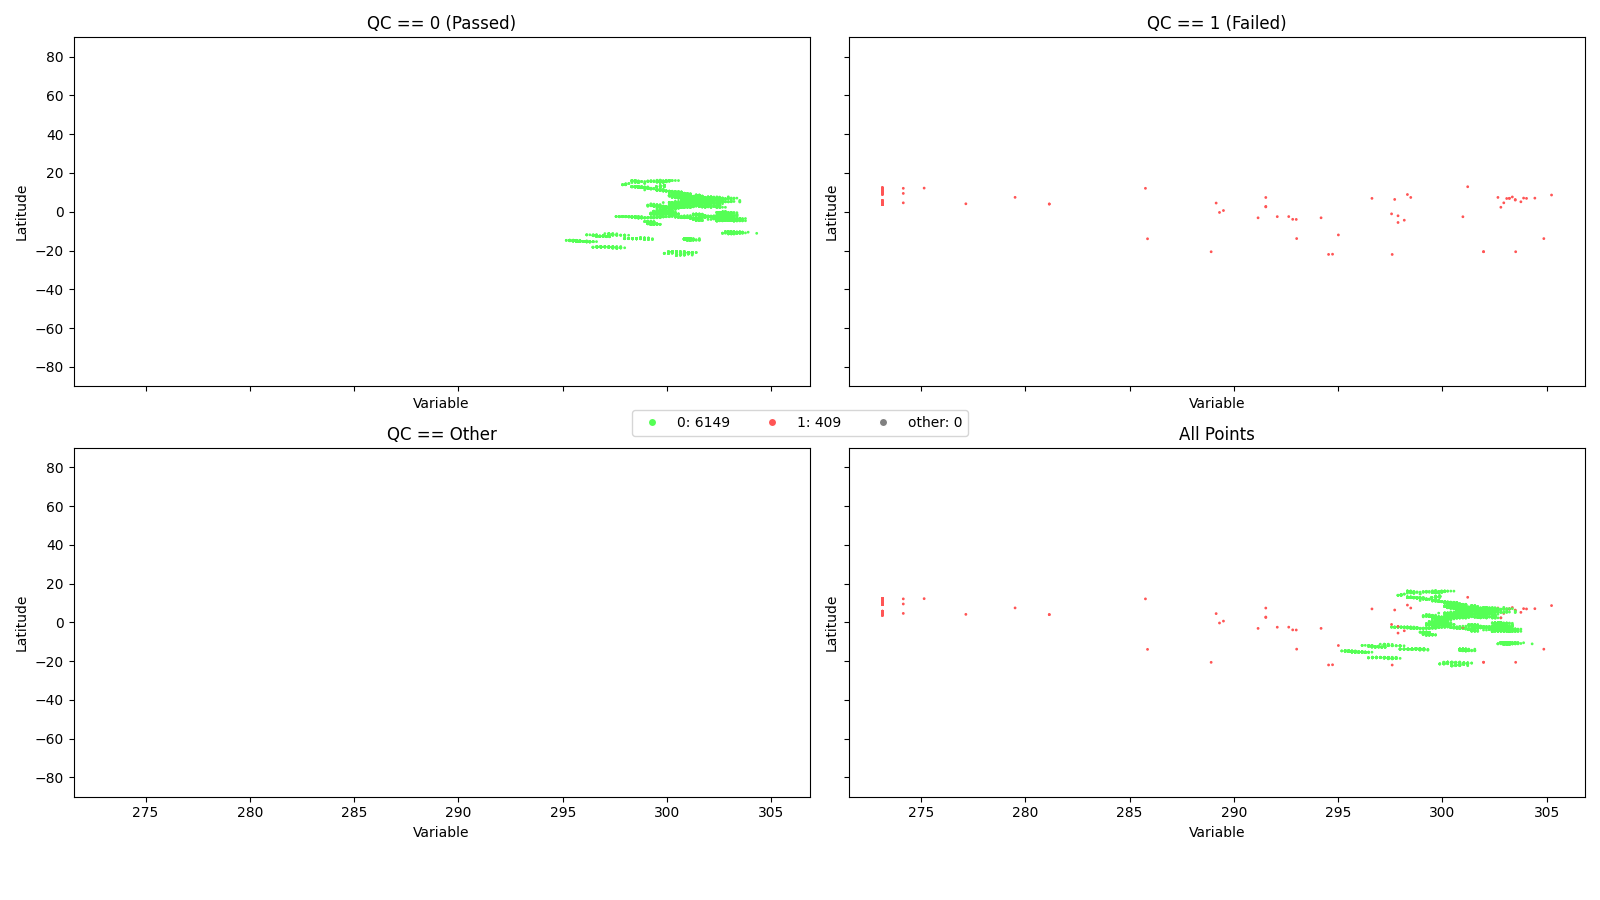 QC == 0 (Passed)
80
60
40
20
0
−20
−40
−60
−80
Latitude
Variable
QC == 1 (Failed)
Latitude
Variable
0: 6149 1: 409 other: 0
QC == Other
80
60
40
20
0
−20
−40
−60
−80
Latitude
275 280 285 290 295 300 305
Variable
All Points
Latitude
275 280 285 290 295 300 305
Variable